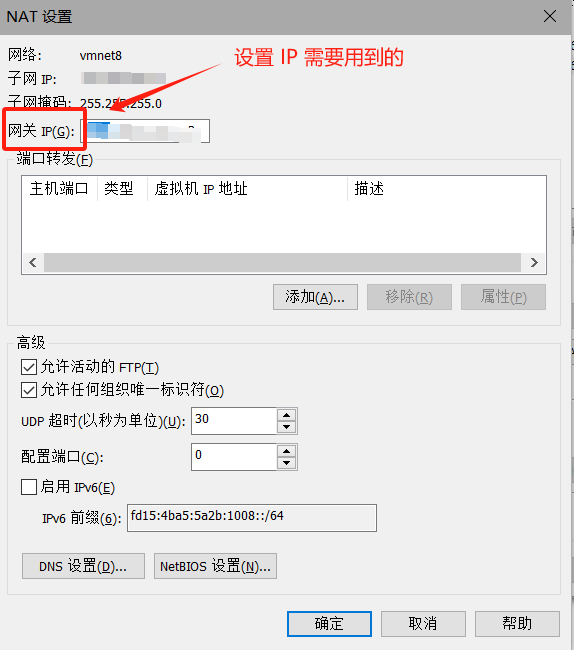 NAT 设置
网络: vmnet8
设置 IP 需要用到的
子网 IP:
子网掩码: 255.255.255.0
网关 IP(G):
端口转发(F)
主机端口 类型 虚拟机 IP 地址 描述
添加(A)... 移除(R) 属性(P)
高级
允许活动的 FTP(T)
允许任何组织唯一标识符(O)
UDP 超时(以秒为单位)(U): 30
配置端口(C): 0
启用 IPv6(E)
IPv6 前缀(6): fd15:4ba5:5a2b:1008::/64
DNS 设置(D)... NetBIOS 设置(N)...
确定 取消 帮助